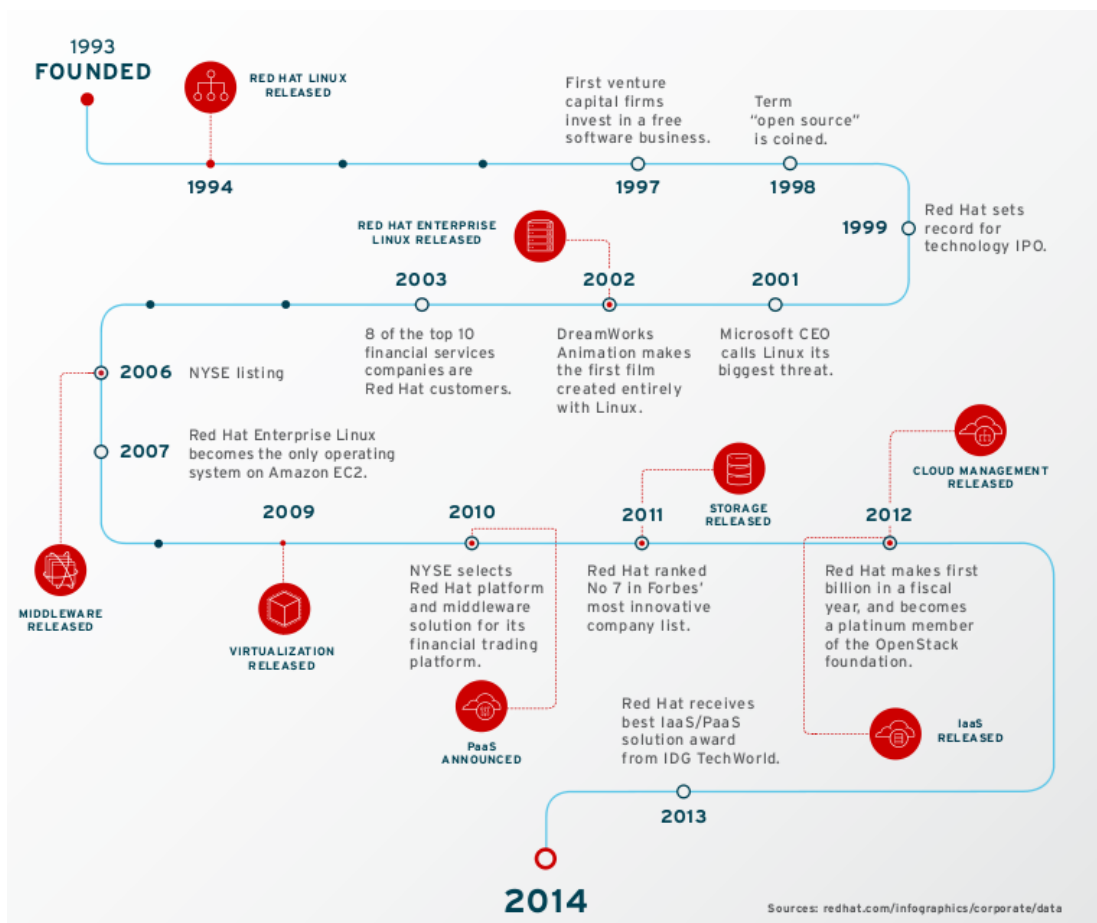 1993
FOUNDED
RED HAT LINUX
RELEASED
1994
First venture
capital firms
invest in a free
software business.
1997
Term
“open source”
is coined.
1998
1999
Red Hat sets
record for
technology IPO.
RED HAT ENTERPRISE
LINUX RELEASED
2003
8 of the top 10
financial services
companies are
Red Hat customers.
2002
DreamWorks
Animation makes
the first film
created entirely
with Linux.
2001
Microsoft CEO
calls Linux its
biggest threat.
2006
NYSE listing
MIDDLEWARE
RELEASED
2007
Red Hat Enterprise Linux
becomes the only operating
system on Amazon EC2.
2009
VIRTUALIZATION
RELEASED
2010
NYSE selects
Red Hat platform
and middleware
solution for its
financial trading
platform.
PaaS
ANNOUNCED
2011
STORAGE
RELEASED
Red Hat ranked
No 7 in Forbes’
most innovative
company list.
2012
CLOUD MANAGEMENT
RELEASED
Red Hat makes first
billion in a fiscal
year, and becomes
a platinum member
of the OpenStack
foundation.
IaaS
RELEASED
Red Hat receives
best IaaS/PaaS
solution award
from IDG TechWorld.
2013
2014
Sources: redhat.com/infographics/corporate/data